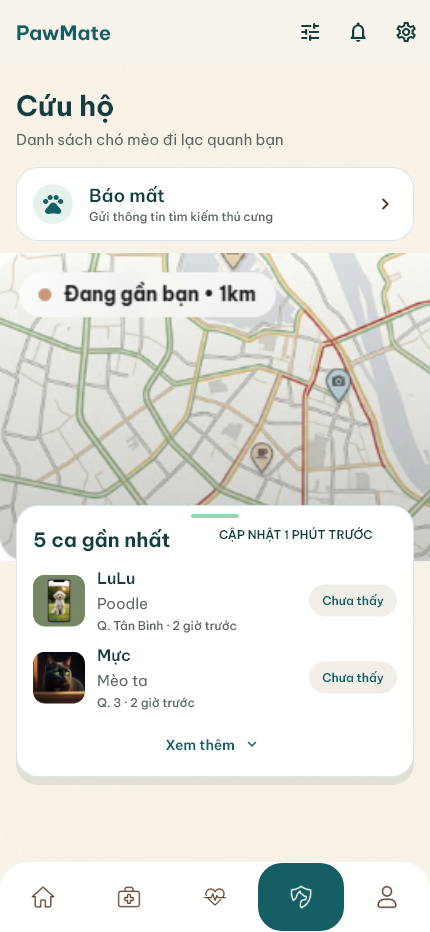 PawMate
Cứu hộ
Danh sách chó mèo đi lạc quanh bạn
Báo mất
Gửi thông tin tìm kiếm thú cưng
Đang gần bạn • 1km
5 ca gần nhất
CẬP NHẬT 1 PHÚT TRƯỚC
LuLu
Poodle
Q. Tân Bình · 2 giờ trước
Chưa thấy
Mực
Mèo ta
Q. 3 · 2 giờ trước
Chưa thấy
Xem thêm